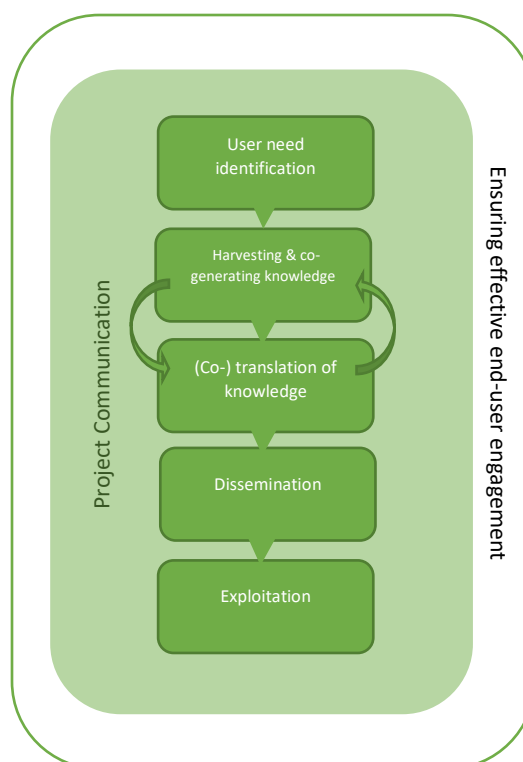 User need
identification
Harvesting & co-
generating knowledge
(Co-) translation of
knowledge
Dissemination
Exploitation
Project Communication
Ensuring effective end-user engagement